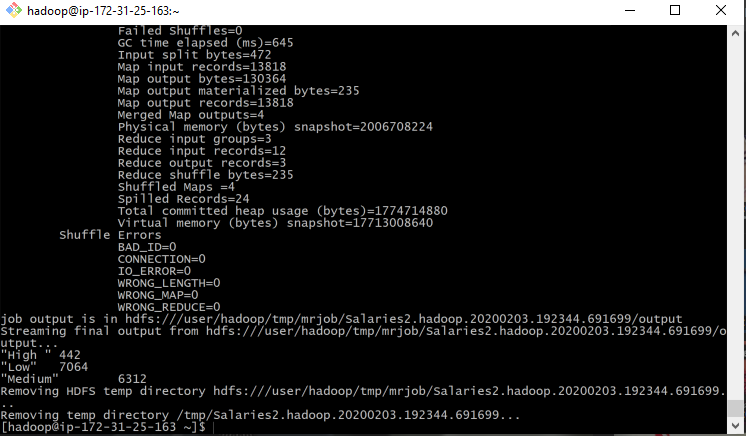 hadoop@ip-172-31-25-163:~
Failed Shuffles=0
GC time elapsed (ms)=645
Input split bytes=472
Map input records=13818
Map output bytes=130364
Map output materialized bytes=235
Map output records=13818
Merged Map outputs=4
Physical memory (bytes) snapshot=2006708224
Reduce input groups=3
Reduce input records=12
Reduce output records=3
Reduce shuffle bytes=235
Shuffled Maps =4
Spilled Records=24
Total committed heap usage (bytes)=1774714880
Virtual memory (bytes) snapshot=17713008640
Shuffle Errors
BAD_ID=0
CONNECTION=0
IO_ERROR=0
WRONG_LENGTH=0
WRONG_MAP=0
WRONG_REDUCE=0
job output is in hdfs:///user/hadoop/tmp/mrjob/Salaries2.hadoop.20200203.192344.691699/output
Streaming final output from hdfs:///user/hadoop/tmp/mrjob/Salaries2.hadoop.20200203.192344.691699/o
utput...
"High " 442
"Low"   7064
"Medium"        6312
Removing HDFS temp directory hdfs:///user/hadoop/tmp/mrjob/Salaries2.hadoop.20200203.192344.691699.
..
Removing temp directory /tmp/Salaries2.hadoop.20200203.192344.691699...
[hadoop@ip-172-31-25-163 ~]$